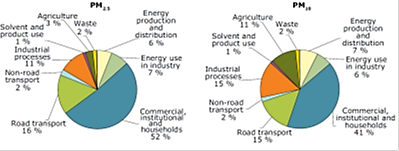 PM2.5
Agriculture
3 %
Waste
2 %
Energy
production
and
distribution
6 %
Solvent and
product use
1 %
Industrial
processes
11 %
Energy use
in industry
7 %
Non-road
transport
2 %
Road transport
16 %
Commercial,
institutional
and
households
52 %
PM10
Agriculture
11 %
Waste
2 %
Energy
production
and
distribution
7 %
Solvent and
product use
1 %
Energy use
in industry
6 %
Industrial
processes
15 %
Non-road
transport
2 %
Road transport
15 %
Commercial,
institutional and
households
41 %